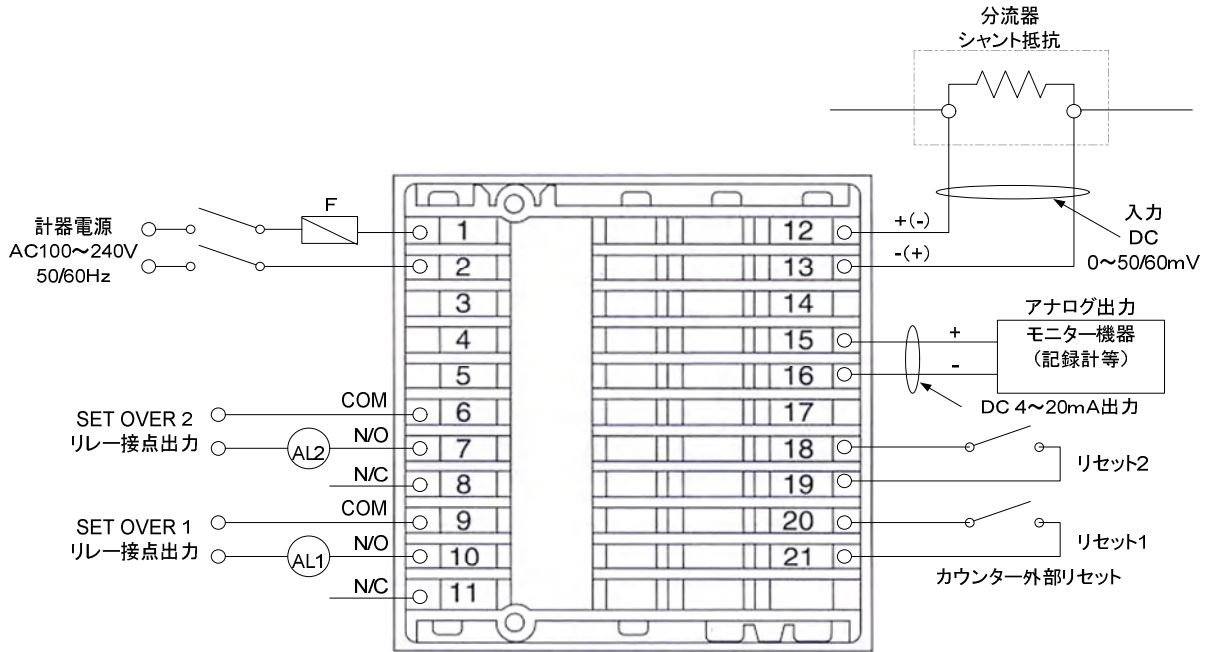 分流器
シャント抵抗
計器電源
AC100～240V
50/60Hz
F
1
2
3
4
5
6
7
8
9
10
11
12
13
14
15
16
17
18
19
20
21
+(-)
-(+)
入力
DC
0～50/60mV
アナログ出力
モニター機器
（記録計等）
+
-
DC 4～20mA出力
SET OVER 2
リレー接点出力
COM
N/O
AL2
N/C
SET OVER 1
リレー接点出力
COM
N/O
AL1
N/C
リセット2
リセット1
カウンター外部リセット